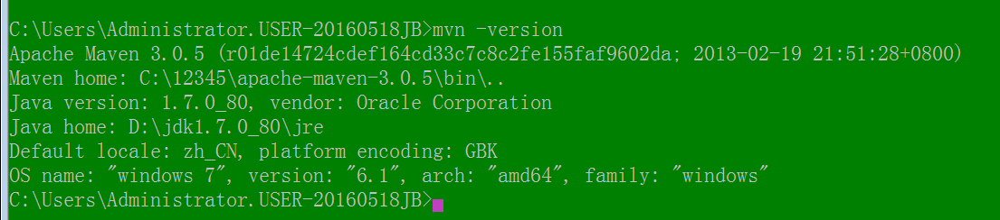 C:\Users\Administrator.USER-20160518JB>mvn -version
Apache Maven 3.0.5 (r01de14724cdef164cd33c7c8c2fe155faf9602da; 2013-02-19 21:51:28+0800)
Maven home: C:\12345\apache-maven-3.0.5\bin\..
Java version: 1.7.0_80, vendor: Oracle Corporation
Java home: D:\jdk1.7.0_80\jre
Default locale: zh_CN, platform encoding: GBK
OS name: "windows 7", version: "6.1", arch: "amd64", family: "windows"
C:\Users\Administrator.USER-20160518JB>